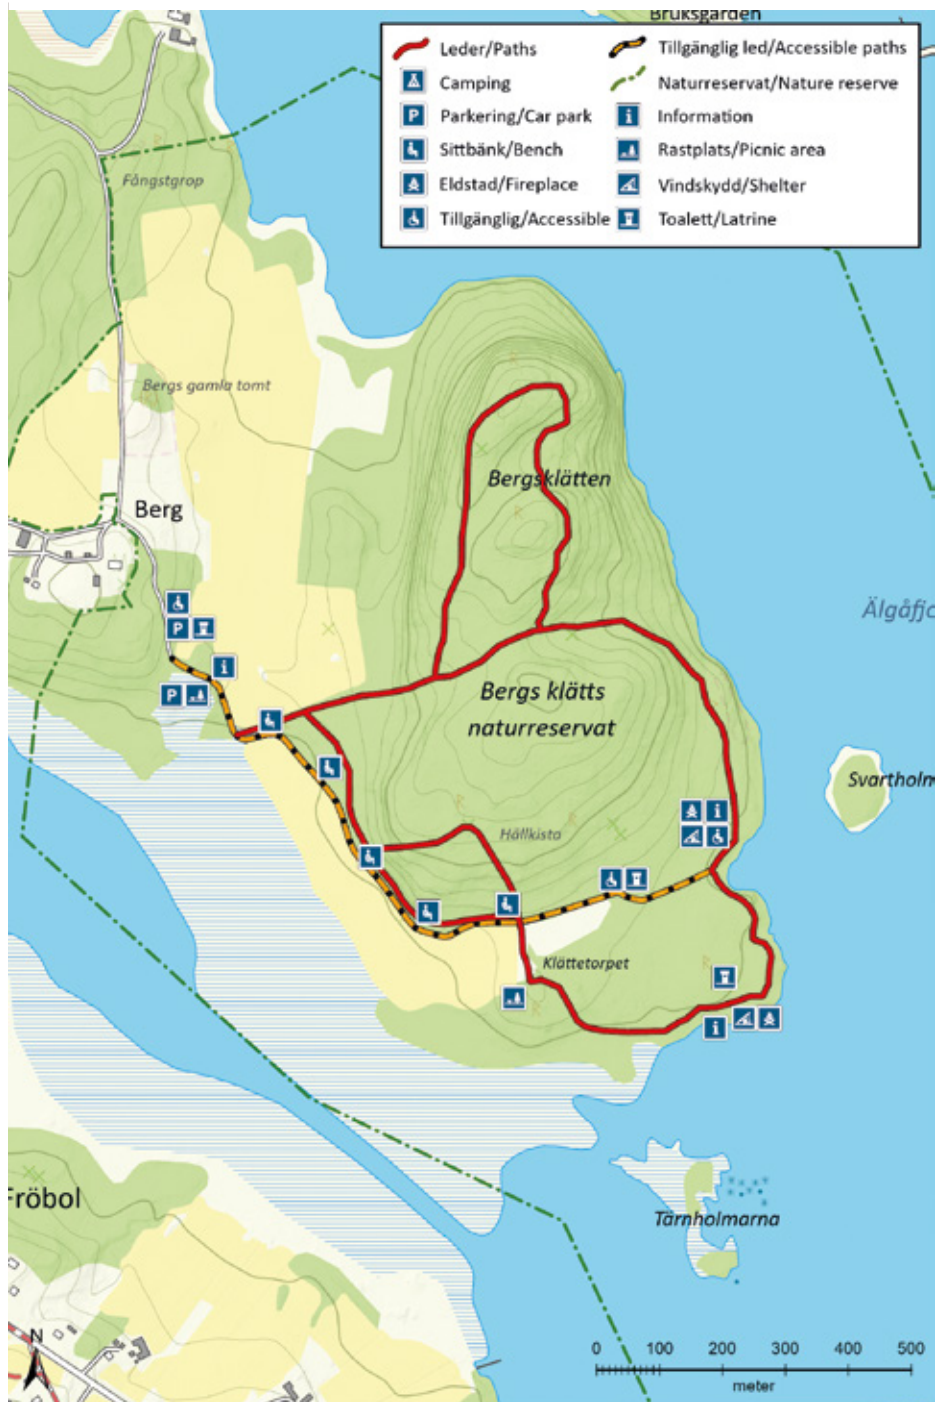 Bruksgården
Leder/Paths
Tillgänglig led/Accessible paths
Camping
Naturreservat/Nature reserve
P Parkering/Car park
i Information
Sittbänk/Bench
Rastplats/Picnic area
Eldstad/Fireplace
Vindskydd/Shelter
Tillgänglig/Accessible
Toalett/Latrine
Fångstgrop
Bergs gamla tomt
Bergsklätten
Berg
Älgåfjo
P
i
P
Bergs klätts
naturreservat
Svartholm
i
Hällkista
Klättetorpet
i
Fröbol
Tärnholmarna
N
0 100 200 300 400 500
meter